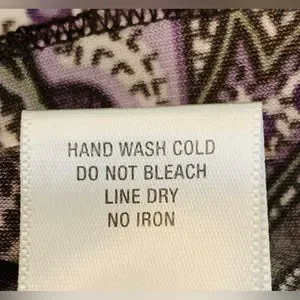 HAND WASH COLD
DO NOT BLEACH
LINE DRY
NO IRON